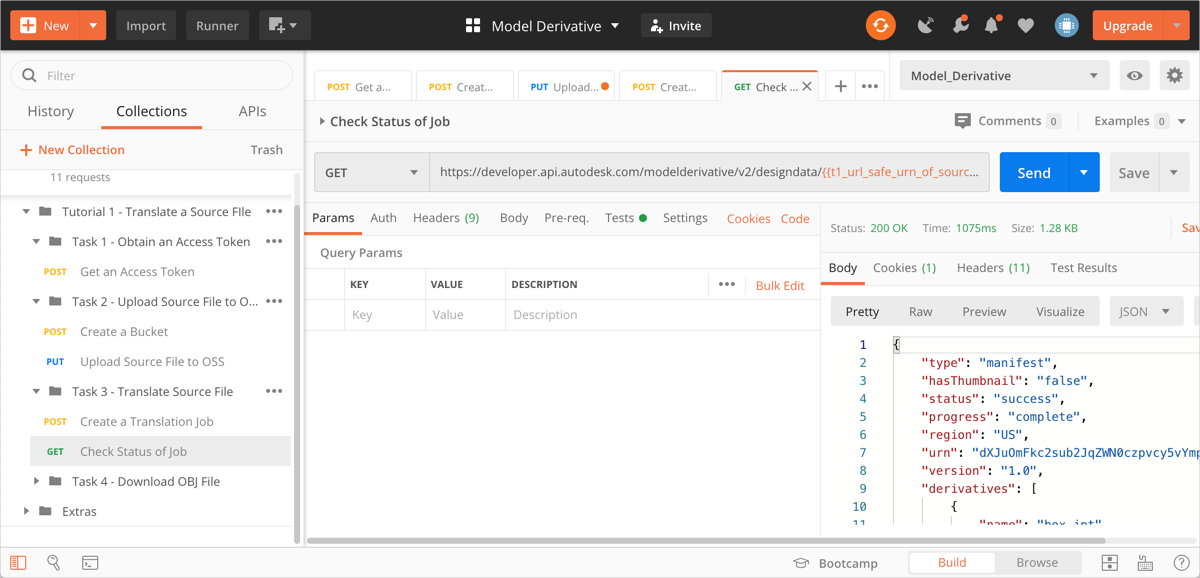 New Import Runner Model Derivative Invite Upgrade
Filter
History Collections APIs
New Collection Trash
11 requests
Tutorial 1 - Translate a Source FIle
Task 1 - Obtain an Access Token
POST Get an Access Token
Task 2 - Upload Source File to O...
POST Create a Bucket
PUT Upload Source File to OSS
Task 3 - Translate Source File
POST Create a Translation Job
GET Check Status of Job
Task 4 - Download OBJ File
Extras
POST Get a... POST Creat... PUT Upload... POST Creat... GET Check ...
Model_Derivative
Check Status of Job
Comments 0 Examples 0
GET https://developer.api.autodesk.com/modelderivative/v2/designdata/{{t1_url_safe_urn_of_sourc... Send Save
Params Auth Headers (9) Body Pre-req. Tests Settings Cookies Code
Query Params
KEY VALUE DESCRIPTION Bulk Edit
Key Value Description
Status: 200 OK Time: 1075ms Size: 1.28 KB Sav
Body Cookies (1) Headers (11) Test Results
Pretty Raw Preview Visualize JSON
1 {
2 "type": "manifest",
3 "hasThumbnail": "false",
4 "status": "success",
5 "progress": "complete",
6 "region": "US",
7 "urn": "dXJuOmFkc2sub2JqZWN0czpvcy5vYmp
8 "version": "1.0",
9 "derivatives": [
10 {
11 "name": "box.ipt"
Bootcamp Build Browse